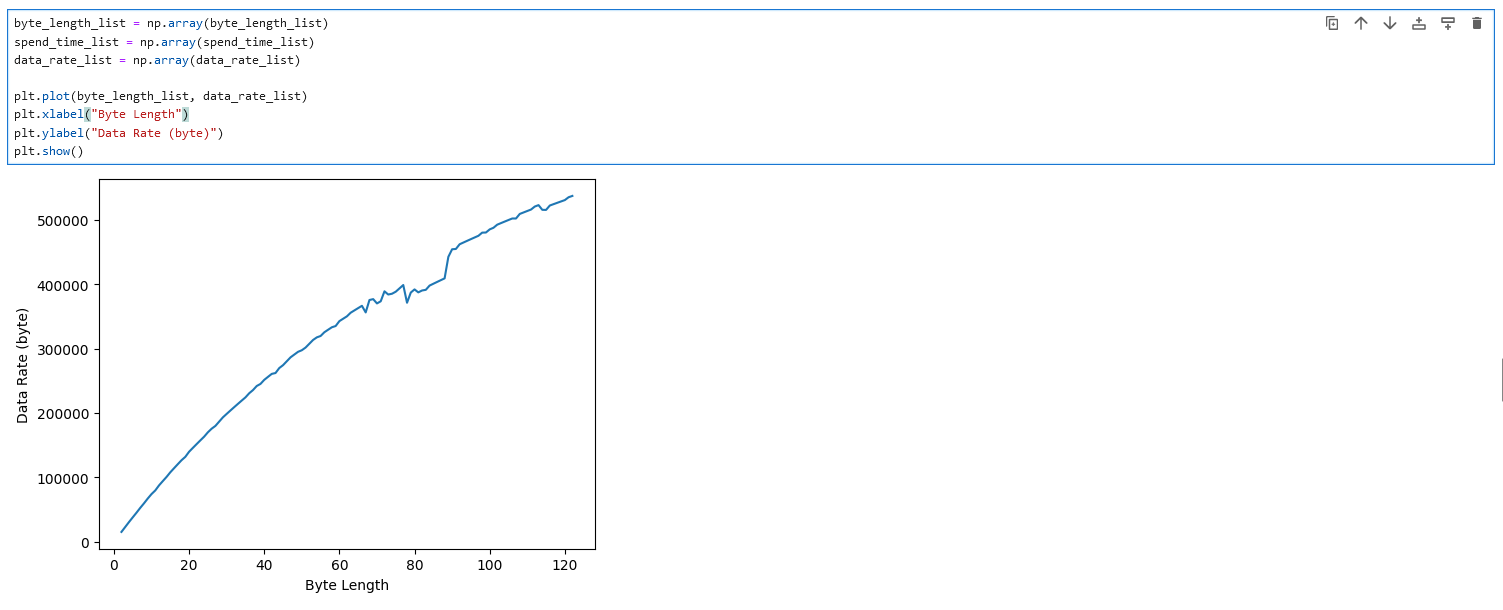 byte_length_list = np.array(byte_length_list)
spend_time_list = np.array(spend_time_list)
data_rate_list = np.array(data_rate_list)
plt.plot(byte_length_list, data_rate_list)
plt.xlabel("Byte Length")
plt.ylabel("Data Rate (byte)")
plt.show()
500000
400000
300000
200000
100000
0
Data Rate (byte)
0 20 40 60 80 100 120
Byte Length